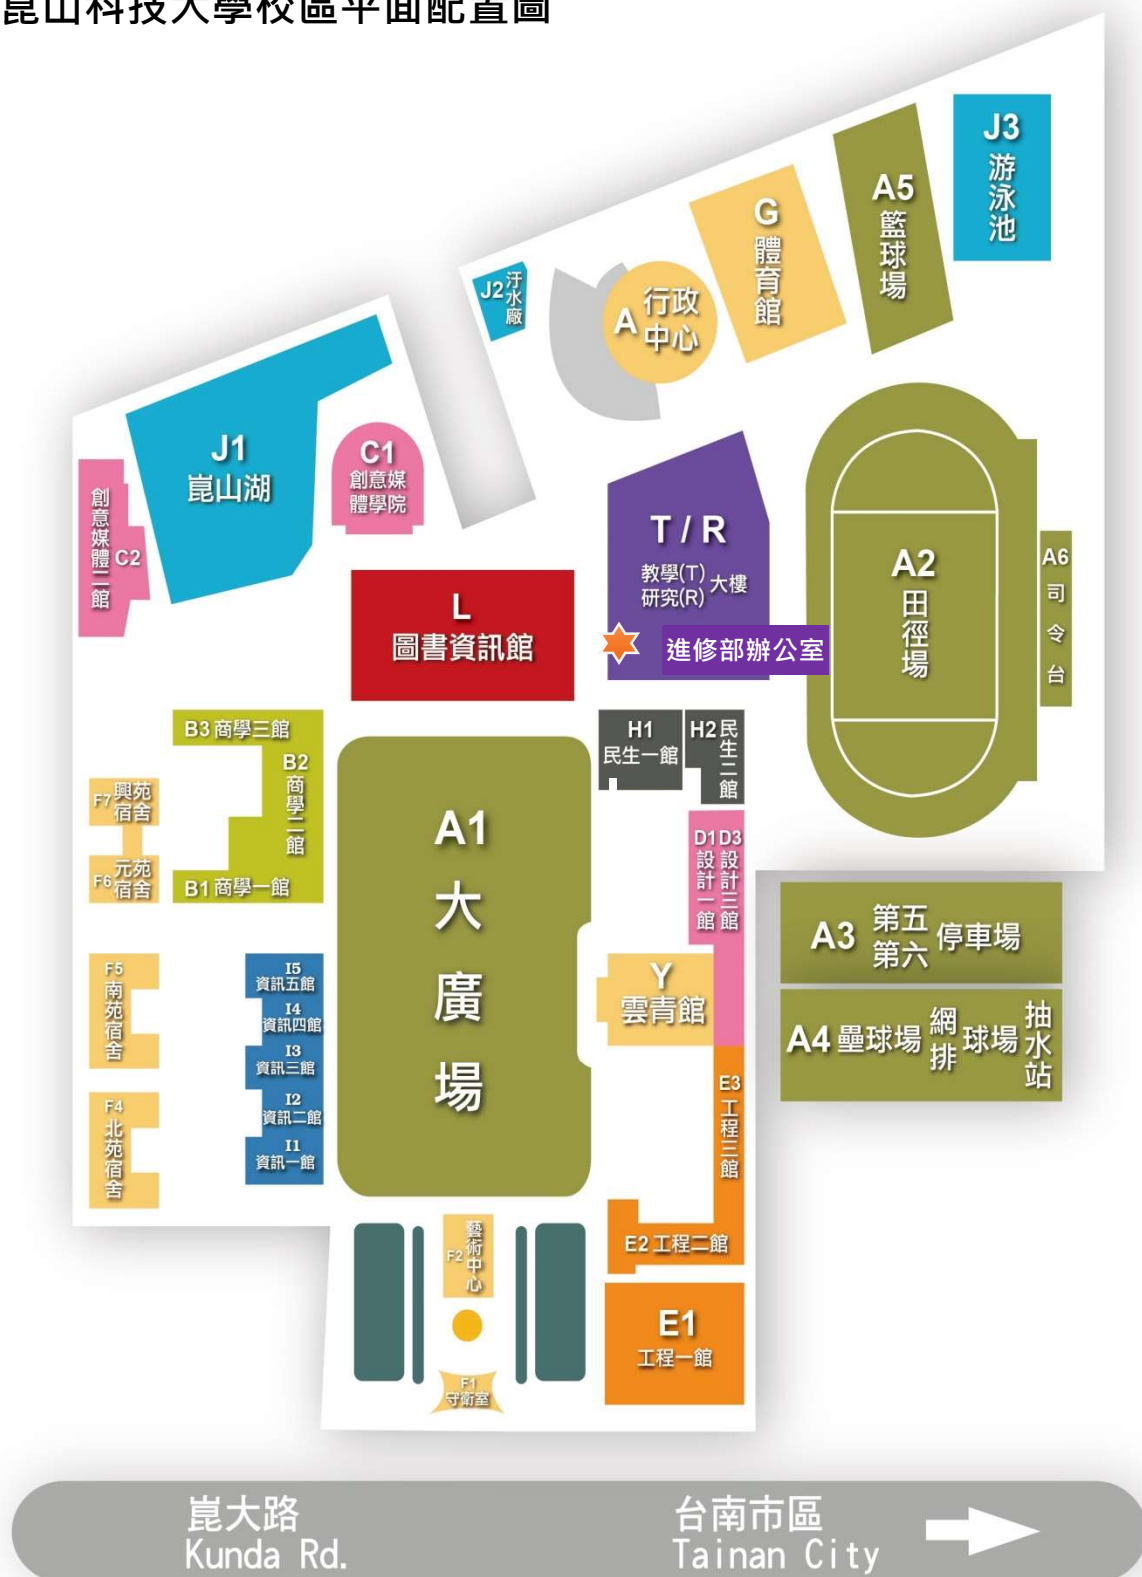 崑山科技大學校區平面配置圖
J3
游泳池
A5
籃球場
G
體育館
A 行政中心
J2 汙水廠
J1
崑山湖
C1
創意媒
體學院
創意媒體二館 C2
T / R
教學(T)
研究(R)
大樓
進修部辦公室
A2
田徑場
A6
司令台
L
圖書資訊館
B3 商學三館
B2
商學二館
B1 商學一館
H1
民生一館
H2 民生二館
F7 興苑宿舍
F6 元苑宿舍
A1
大廣場
D1
設計一館
D3
設計三館
A3 第五第六停車場
A4 壘球場 網排球場 抽水站
F5
南苑宿舍
F4
北苑宿舍
I5
資訊五館
I4
資訊四館
I3
資訊三館
I2
資訊二館
I1
資訊一館
Y
雲青館
E3
工程三館
E2 工程二館
E1
工程一館
F2 藝術中心
F1
守衛室
崑大路
Kunda Rd.
台南市區
Tainan City